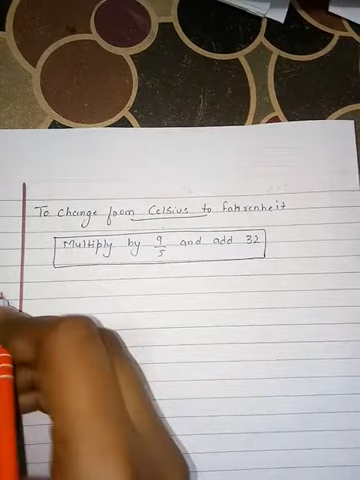 To change from Celsius to Fahrenheit
Multiply by 9/5 and add 32